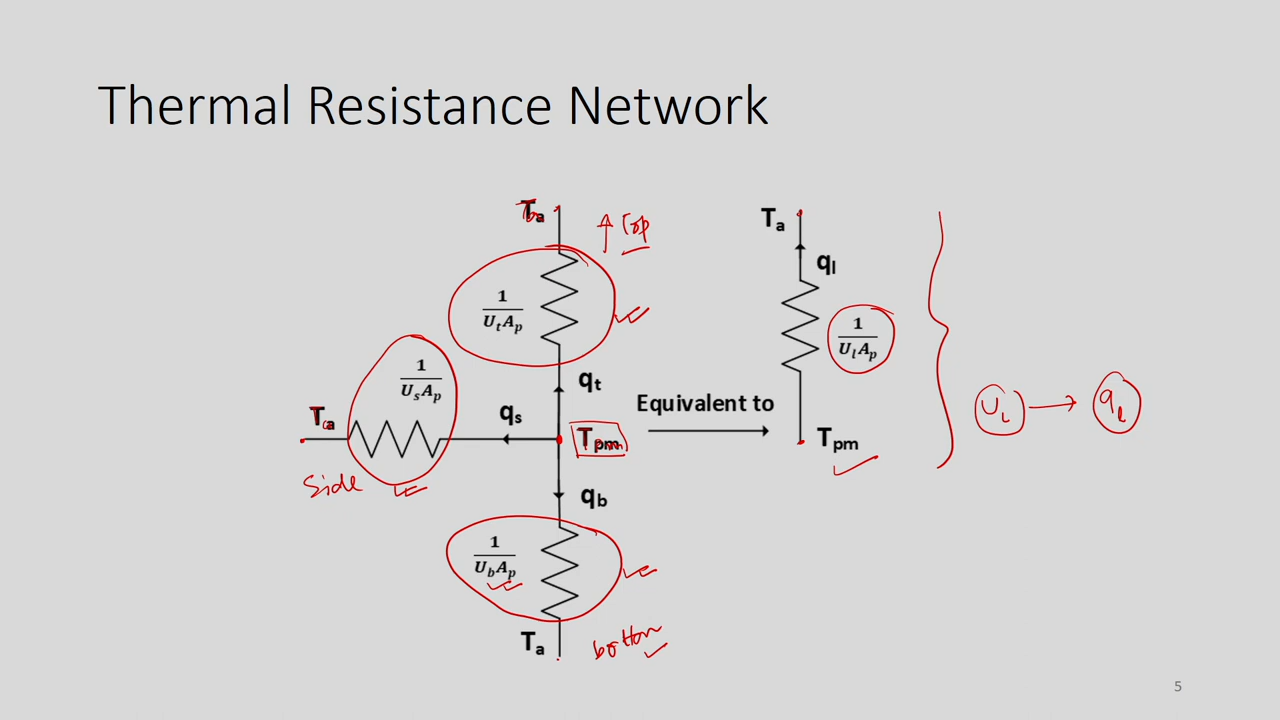 Thermal Resistance Network
Ta
Top
1
UtAp
qt
1
UsAp
Ta
qs
Tpm
side
qb
1
UbAp
Ta
bottom
Equivalent to
Ta
ql
1
UlAp
Tpm
UL → qL
5